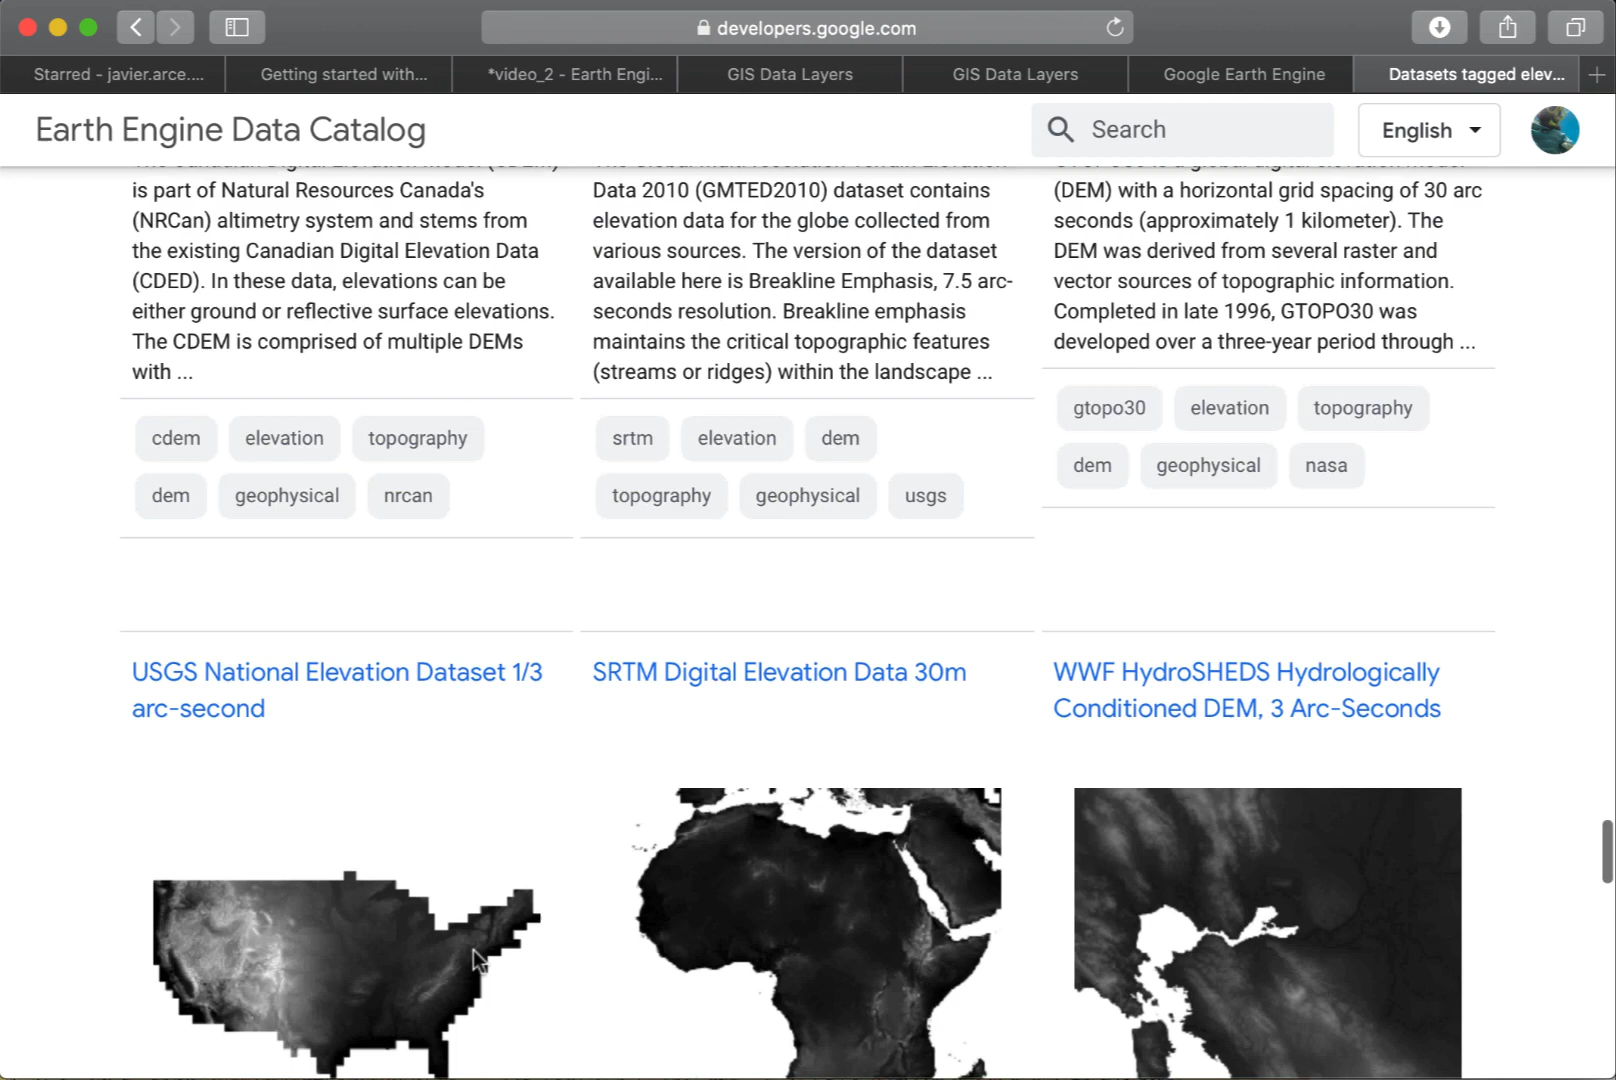 developers.google.com
Starred - javier.arce....
Getting started with...
*video_2 - Earth Engi...
GIS Data Layers
GIS Data Layers
Google Earth Engine
Datasets tagged elev...
Earth Engine Data Catalog
Search
English
is part of Natural Resources Canada's
(NRCan) altimetry system and stems from
the existing Canadian Digital Elevation Data
(CDED). In these data, elevations can be
either ground or reflective surface elevations.
The CDEM is comprised of multiple DEMs
with ...
cdem
elevation
topography
dem
geophysical
nrcan
Data 2010 (GMTED2010) dataset contains
elevation data for the globe collected from
various sources. The version of the dataset
available here is Breakline Emphasis, 7.5 arc-
seconds resolution. Breakline emphasis
maintains the critical topographic features
(streams or ridges) within the landscape ...
srtm
elevation
dem
topography
geophysical
usgs
(DEM) with a horizontal grid spacing of 30 arc
seconds (approximately 1 kilometer). The
DEM was derived from several raster and
vector sources of topographic information.
Completed in late 1996, GTOPO30 was
developed over a three-year period through ...
gtopo30
elevation
topography
dem
geophysical
nasa
USGS National Elevation Dataset 1/3
arc-second
SRTM Digital Elevation Data 30m
WWF HydroSHEDS Hydrologically
Conditioned DEM, 3 Arc-Seconds